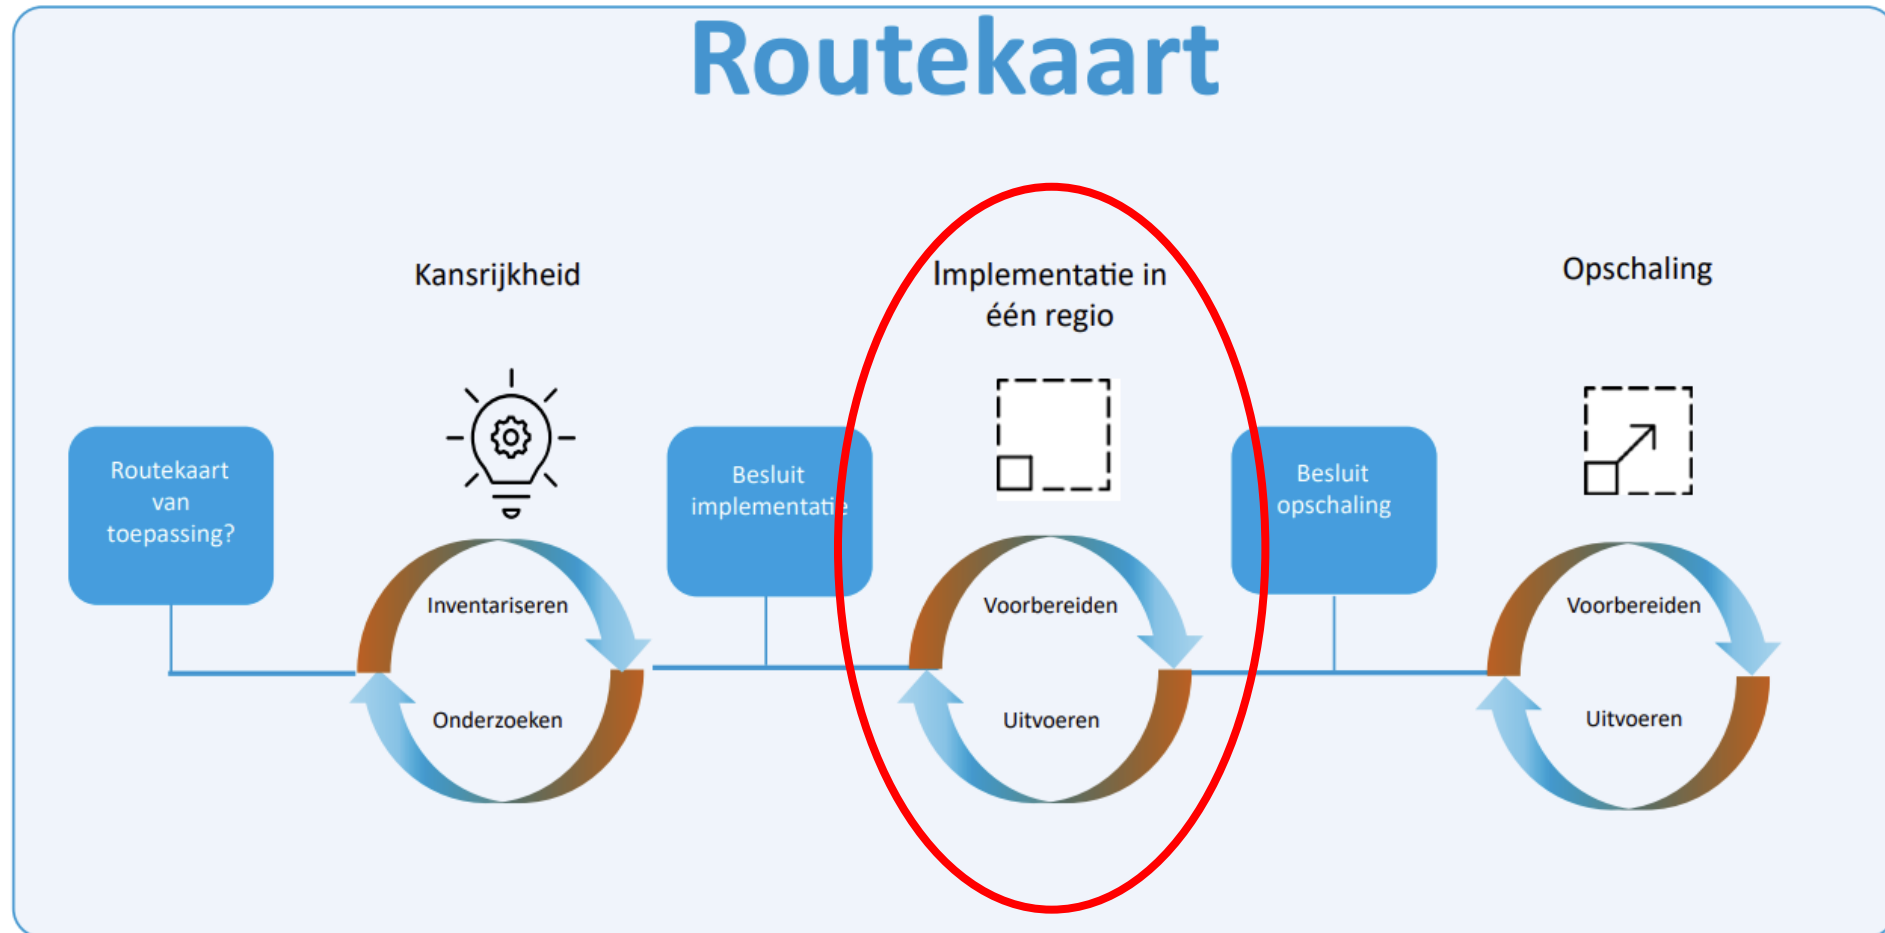 Routekaart
Routekaart
van
toepassing?
Kansrijkheid
Inventariseren
Onderzoeken
Besluit
implementatie
Implementatie in
één regio
Voorbereiden
Uitvoeren
Besluit
opschaling
Opschaling
Voorbereiden
Uitvoeren